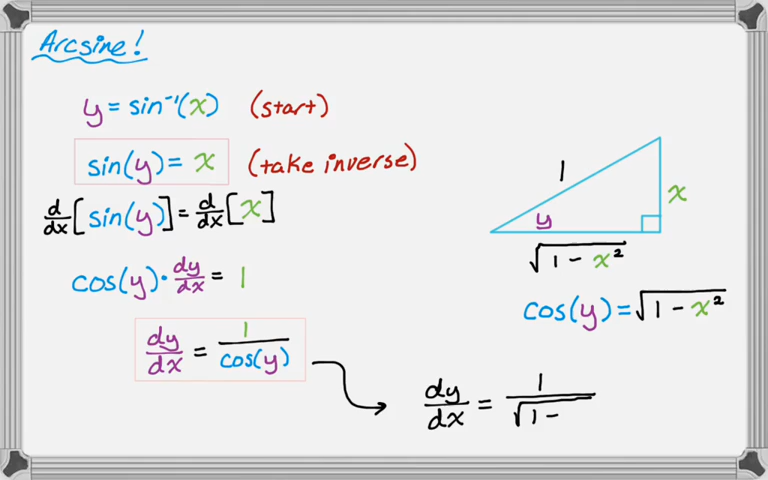 Arcsine!
y = sin⁻¹(x) (start)
sin(y) = x (take inverse)
d/dx[sin(y)] = d/dx[x]
cos(y)·dy/dx = 1
dy/dx = 1/cos(y)
1
x
y
√(1 - x²)
cos(y) = √(1 - x²)
dy/dx = 1/√(1 -